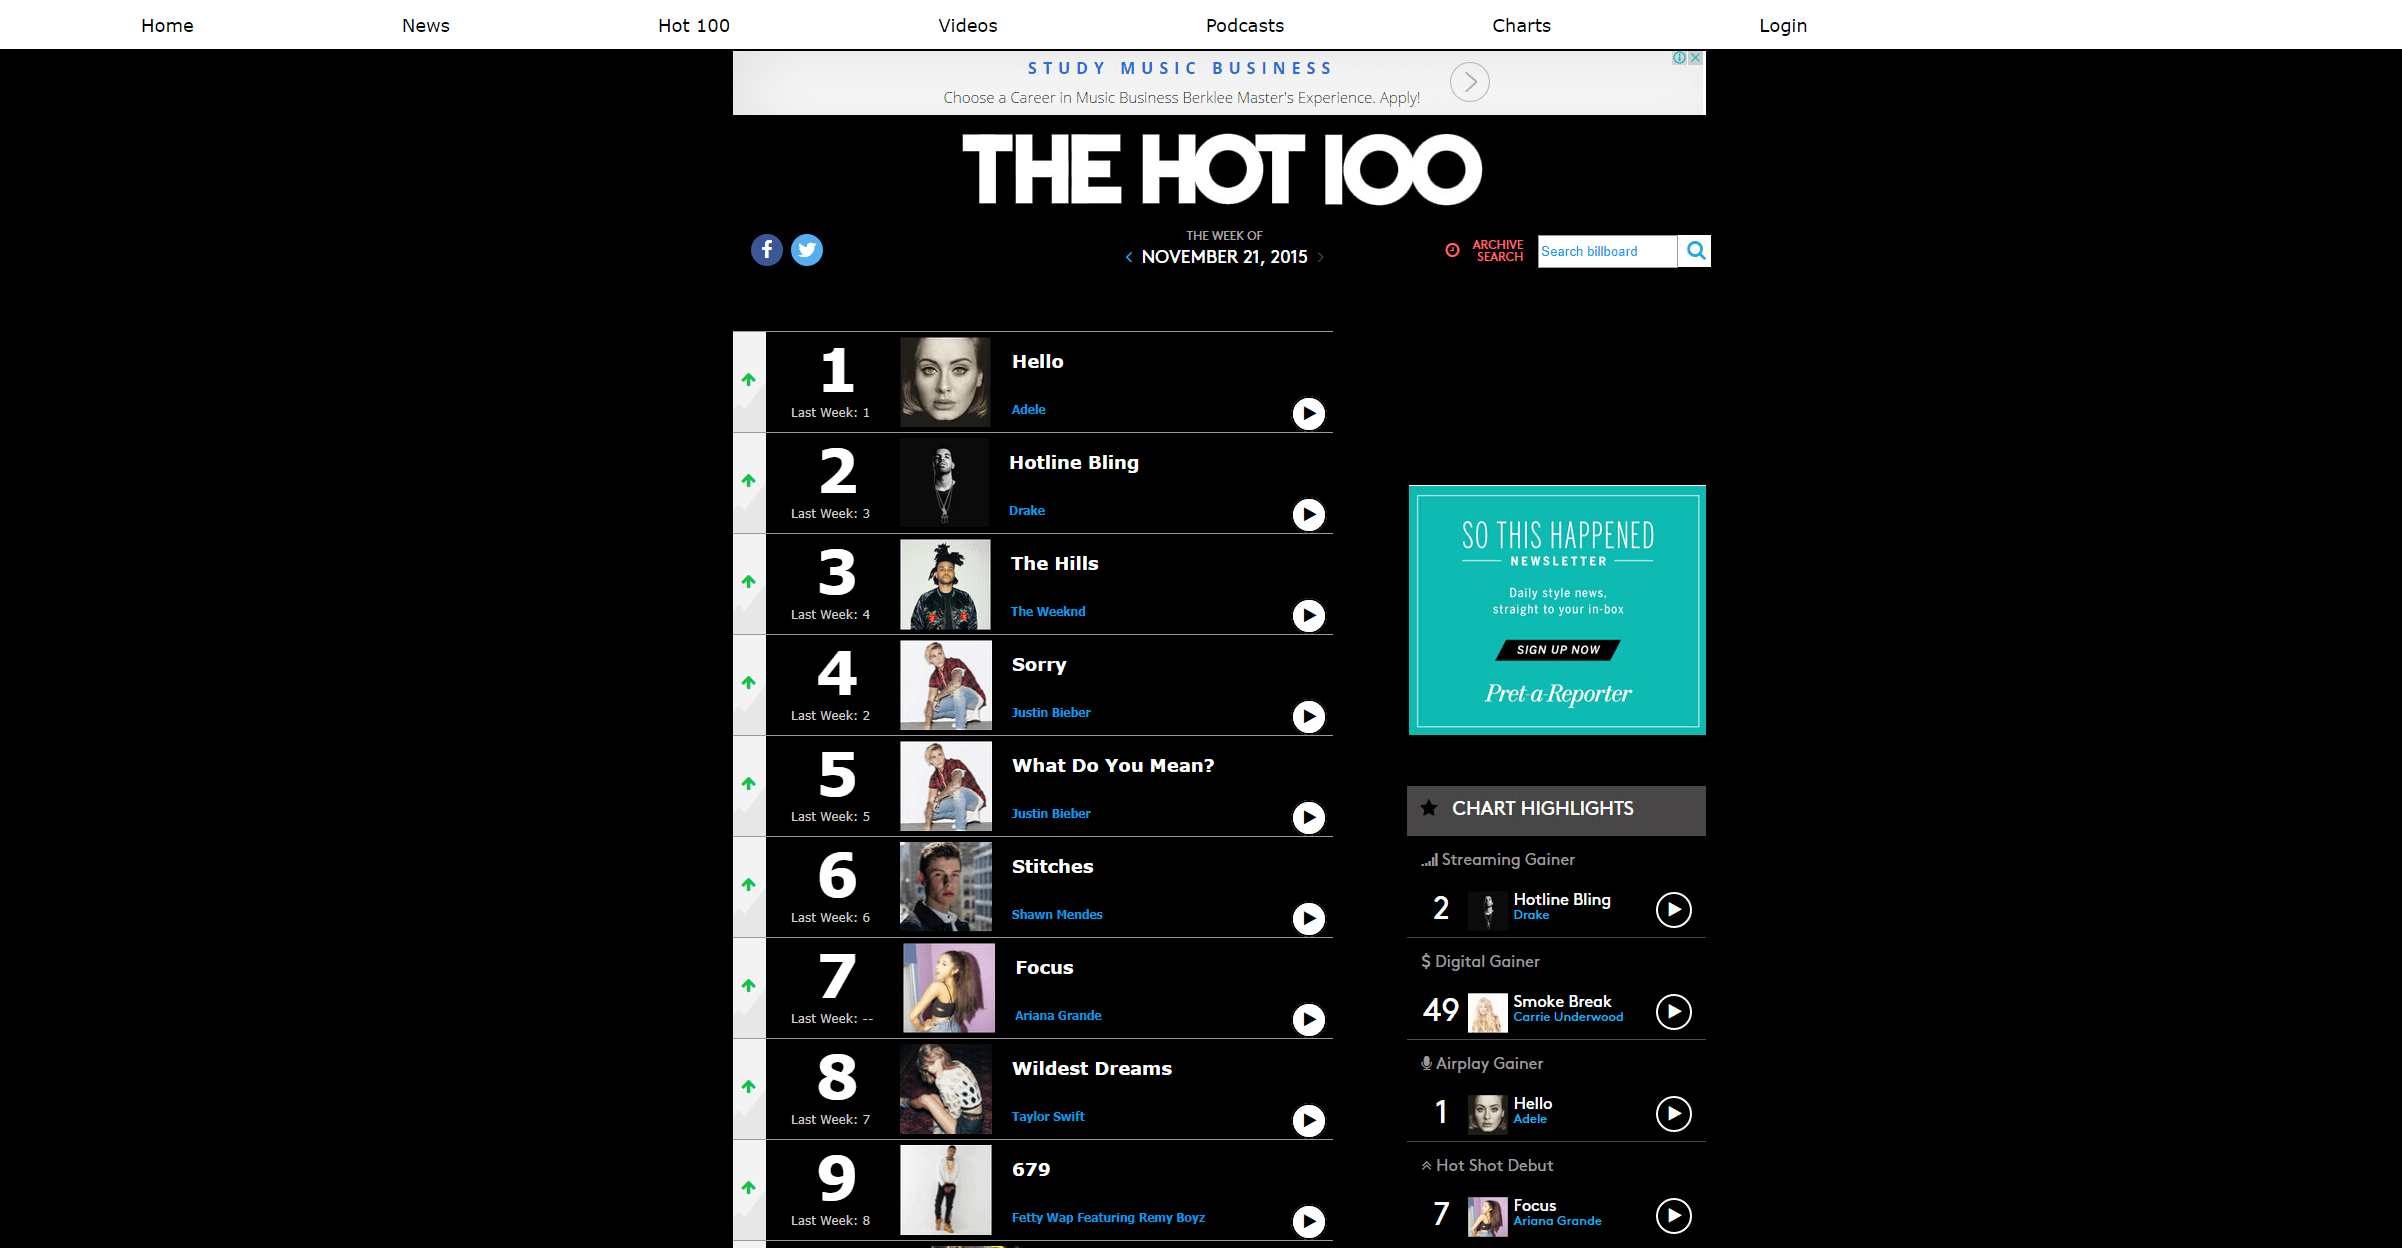 Home News Hot 100 Videos Podcasts Charts Login
STUDY MUSIC BUSINESS
Choose a Career in Music Business Berklee Master's Experience. Apply!
THE HOT 100
THE WEEK OF
NOVEMBER 21, 2015
ARCHIVE
SEARCH
Search billboard
1
Last Week: 1
Hello
Adele
2
Last Week: 3
Hotline Bling
Drake
3
Last Week: 4
The Hills
The Weeknd
4
Last Week: 2
Sorry
Justin Bieber
5
Last Week: 5
What Do You Mean?
Justin Bieber
6
Last Week: 6
Stitches
Shawn Mendes
7
Last Week: --
Focus
Ariana Grande
8
Last Week: 7
Wildest Dreams
Taylor Swift
9
Last Week: 8
679
Fetty Wap Featuring Remy Boyz
SO THIS HAPPENED
NEWSLETTER
Daily style news,
straight to your in-box
SIGN UP NOW
Pret-a-Reporter
CHART HIGHLIGHTS
Streaming Gainer
2
Hotline Bling
Drake
$ Digital Gainer
49
Smoke Break
Carrie Underwood
Airplay Gainer
1
Hello
Adele
Hot Shot Debut
7
Focus
Ariana Grande